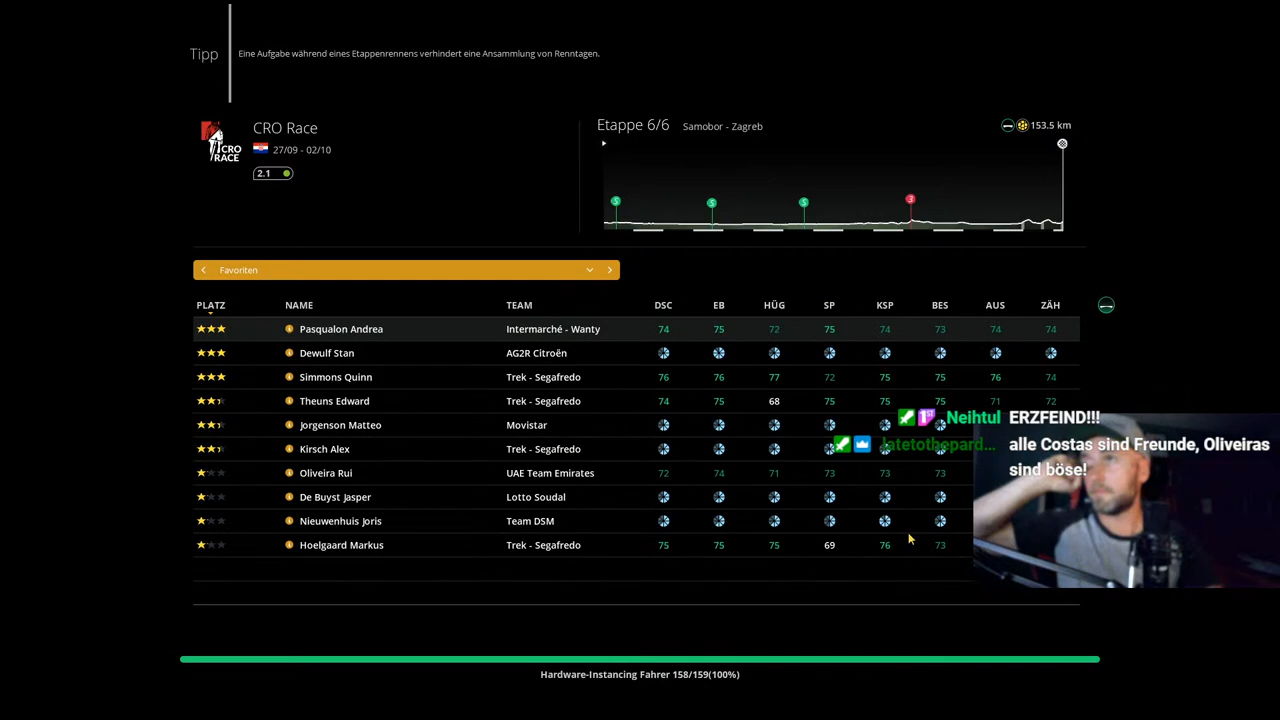 Tipp
Eine Aufgabe während eines Etappenrennens verhindert eine Ansammlung von Renntagen.
CRO RACE
CRO Race
27/09 - 02/10
2.1
Etappe 6/6 Samobor - Zagreb
153.5 km
S S S 3
Favoriten
PLATZ NAME TEAM DSC EB HÜG SP KSP BES AUS ZÄH
Pasqualon Andrea Intermarché - Wanty 74 75 72 75 74 73 74 74
Dewulf Stan AG2R Citroën
Simmons Quinn Trek - Segafredo 76 76 77 72 75 75 76 74
Theuns Edward Trek - Segafredo 74 75 68 75 75 75 71 72
Jorgenson Matteo Movistar
Kirsch Alex Trek - Segafredo
Oliveira Rui UAE Team Emirates 72 74 71 73 73 73
De Buyst Jasper Lotto Soudal
Nieuwenhuis Joris Team DSM
Hoelgaard Markus Trek - Segafredo 75 75 75 69 76 73
1st Neihtul ERZFEIND!!!
latetothepard... alle Costas sind Freunde, Oliveiras
sind böse!
Hardware-Instancing Fahrer 158/159(100%)